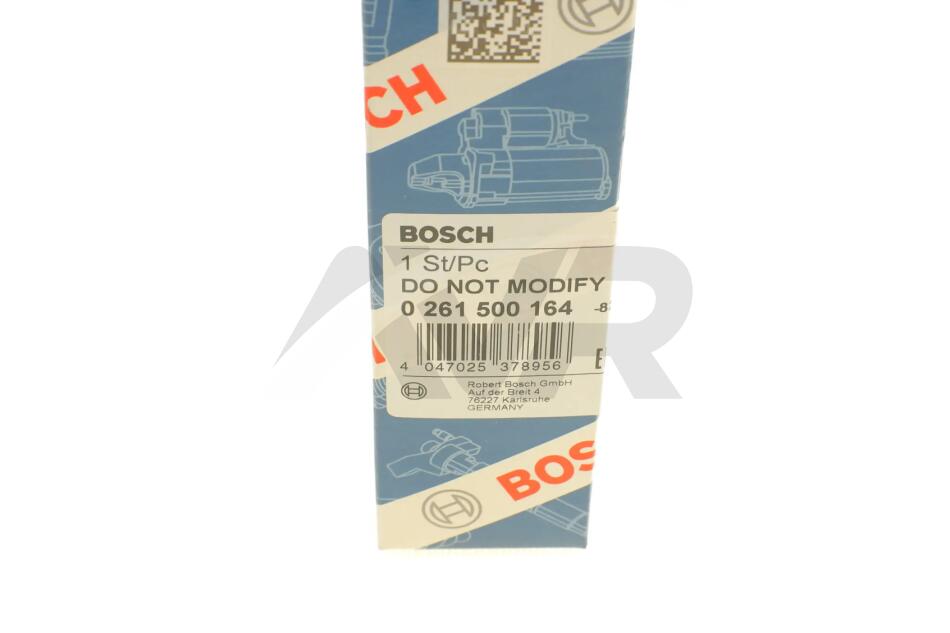 BOSCH
BOSCH
1 St/Pc
DO NOT MODIFY
0 261 500 164
4 047025 378956
Robert Bosch GmbH
Auf der Breit 4
76227 Karlsruhe
GERMANY
BOS
AVR